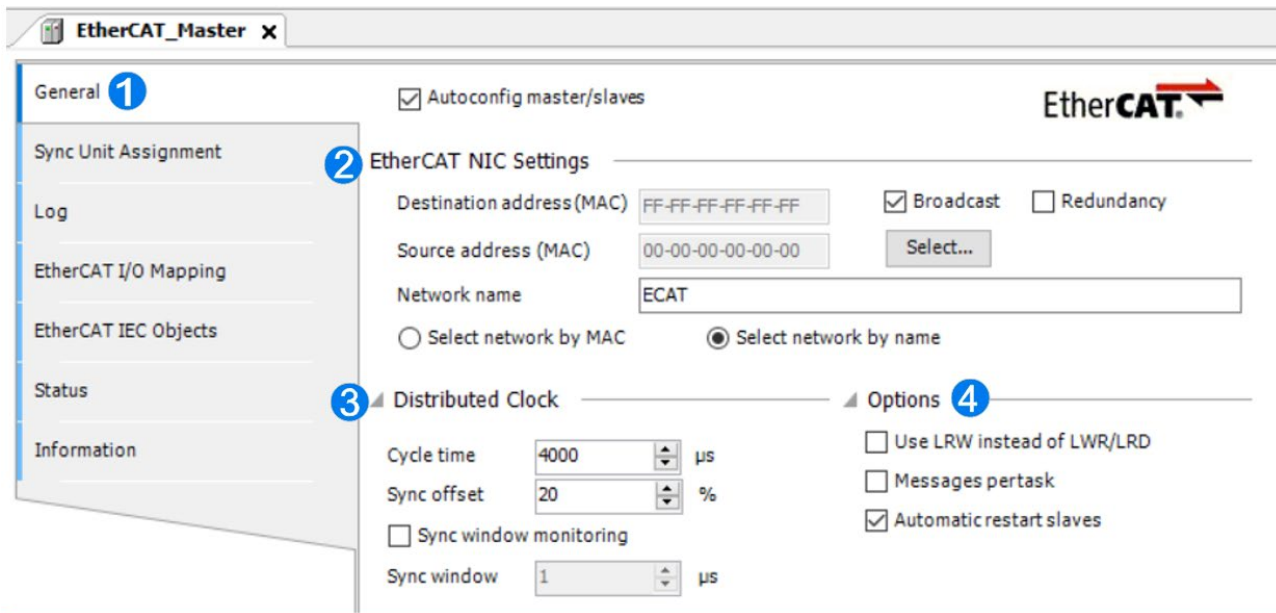 EtherCAT_Master x
General 1
Autoconfig master/slaves
EtherCAT®
Sync Unit Assignment
Log
EtherCAT I/O Mapping
EtherCAT IEC Objects
Status
Information
2 EtherCAT NIC Settings
Destination address (MAC) FF-FF-FF-FF-FF-FF Broadcast Redundancy
Source address (MAC) 00-00-00-00-00-00 Select...
Network name ECAT
Select network by MAC Select network by name
3 Distributed Clock
Cycle time 4000 µs
Sync offset 20 %
Sync window monitoring
Sync window 1 µs
Options 4
Use LRW instead of LWR/LRD
Messages pertask
Automatic restart slaves